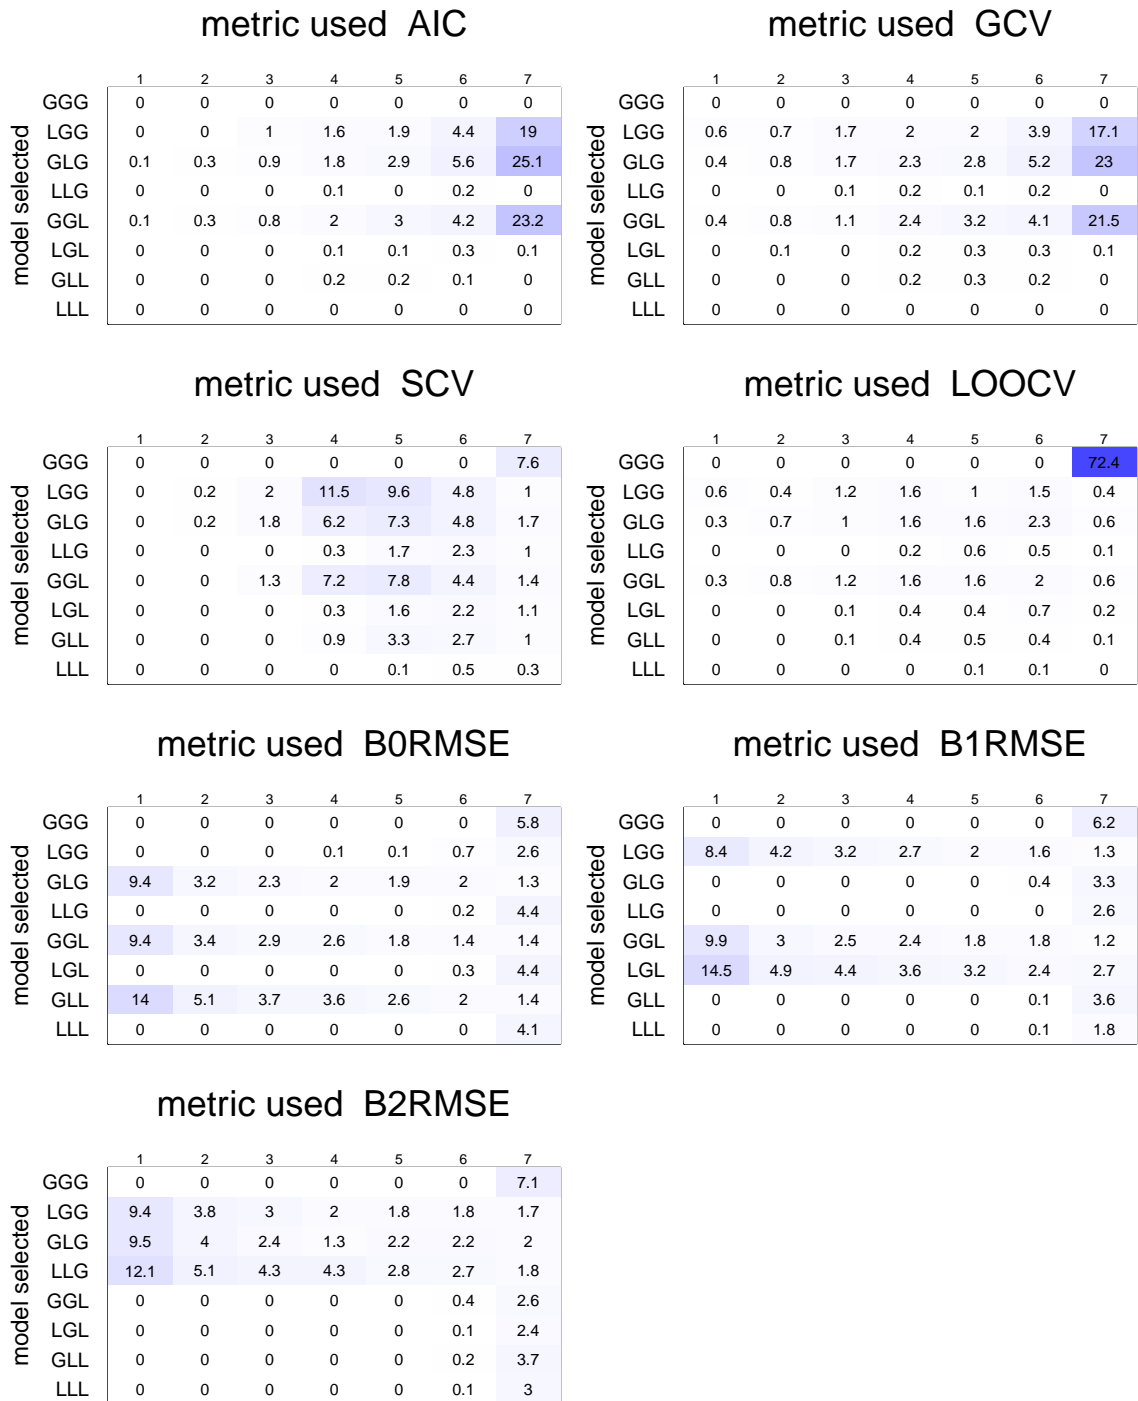 metric used AIC
1 2 3 4 5 6 7
model selected
GGG 0 0 0 0 0 0 0
LGG 0 0 1 1.6 1.9 4.4 19
GLG 0.1 0.3 0.9 1.8 2.9 5.6 25.1
LLG 0 0 0 0.1 0 0.2 0
GGL 0.1 0.3 0.8 2 3 4.2 23.2
LGL 0 0 0 0.1 0.1 0.3 0.1
GLL 0 0 0 0.2 0.2 0.1 0
LLL 0 0 0 0 0 0 0
metric used GCV
1 2 3 4 5 6 7
model selected
GGG 0 0 0 0 0 0 0
LGG 0.6 0.7 1.7 2 2 3.9 17.1
GLG 0.4 0.8 1.7 2.3 2.8 5.2 23
LLG 0 0 0.1 0.2 0.1 0.2 0
GGL 0.4 0.8 1.1 2.4 3.2 4.1 21.5
LGL 0 0.1 0 0.2 0.3 0.3 0.1
GLL 0 0 0 0.2 0.3 0.2 0
LLL 0 0 0 0 0 0 0
metric used SCV
1 2 3 4 5 6 7
model selected
GGG 0 0 0 0 0 0 7.6
LGG 0 0.2 2 11.5 9.6 4.8 1
GLG 0 0.2 1.8 6.2 7.3 4.8 1.7
LLG 0 0 0 0.3 1.7 2.3 1
GGL 0 0 1.3 7.2 7.8 4.4 1.4
LGL 0 0 0 0.3 1.6 2.2 1.1
GLL 0 0 0 0.9 3.3 2.7 1
LLL 0 0 0 0 0.1 0.5 0.3
metric used LOOCV
1 2 3 4 5 6 7
model selected
GGG 0 0 0 0 0 0 72.4
LGG 0.6 0.4 1.2 1.6 1 1.5 0.4
GLG 0.3 0.7 1 1.6 1.6 2.3 0.6
LLG 0 0 0 0.2 0.6 0.5 0.1
GGL 0.3 0.8 1.2 1.6 1.6 2 0.6
LGL 0 0 0.1 0.4 0.4 0.7 0.2
GLL 0 0 0.1 0.4 0.5 0.4 0.1
LLL 0 0 0 0 0.1 0.1 0
metric used B0RMSE
1 2 3 4 5 6 7
model selected
GGG 0 0 0 0 0 0 5.8
LGG 0 0 0 0.1 0.1 0.7 2.6
GLG 9.4 3.2 2.3 2 1.9 2 1.3
LLG 0 0 0 0 0 0.2 4.4
GGL 9.4 3.4 2.9 2.6 1.8 1.4 1.4
LGL 0 0 0 0 0 0.3 4.4
GLL 14 5.1 3.7 3.6 2.6 2 1.4
LLL 0 0 0 0 0 0 4.1
metric used B1RMSE
1 2 3 4 5 6 7
model selected
GGG 0 0 0 0 0 0 6.2
LGG 8.4 4.2 3.2 2.7 2 1.6 1.3
GLG 0 0 0 0 0 0.4 3.3
LLG 0 0 0 0 0 0 2.6
GGL 9.9 3 2.5 2.4 1.8 1.8 1.2
LGL 14.5 4.9 4.4 3.6 3.2 2.4 2.7
GLL 0 0 0 0 0 0.1 3.6
LLL 0 0 0 0 0 0.1 1.8
metric used B2RMSE
1 2 3 4 5 6 7
model selected
GGG 0 0 0 0 0 0 7.1
LGG 9.4 3.8 3 2 1.8 1.8 1.7
GLG 9.5 4 2.4 1.3 2.2 2.2 2
LLG 12.1 5.1 4.3 4.3 2.8 2.7 1.8
GGL 0 0 0 0 0 0.4 2.6
LGL 0 0 0 0 0 0.1 2.4
GLL 0 0 0 0 0 0.2 3.7
LLL 0 0 0 0 0 0.1 3